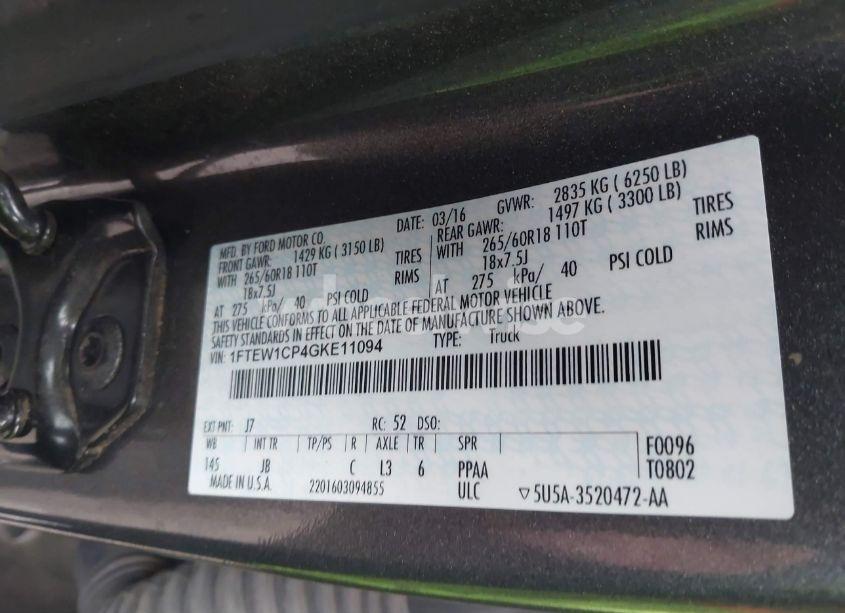 MFD. BY FORD MOTOR CO. DATE: 03/16 GVWR: 2835 KG ( 6250 LB)
FRONT GAWR: 1429 KG ( 3150 LB) REAR GAWR: 1497 KG ( 3300 LB)
WITH 265/60R18 110T TIRES WITH 265/60R18 110T TIRES
18x7.5J RIMS 18x7.5J RIMS
AT 275 kPa/ 40 PSI COLD AT 275 kPa/ 40 PSI COLD
THIS VEHICLE CONFORMS TO ALL APPLICABLE FEDERAL MOTOR VEHICLE
SAFETY STANDARDS IN EFFECT ON THE DATE OF MANUFACTURE SHOWN ABOVE.
VIN: 1FTEW1CP4GKE11094 TYPE: Truck
EXT PNT: J7 RC: 52 DSO:
WB INT TR TP/PS R AXLE TR SPR F0096
145 JB C L3 6 PPAA T0802
MADE IN U.S.A. 2201603094855 ULC ▽5U5A-3520472-AA